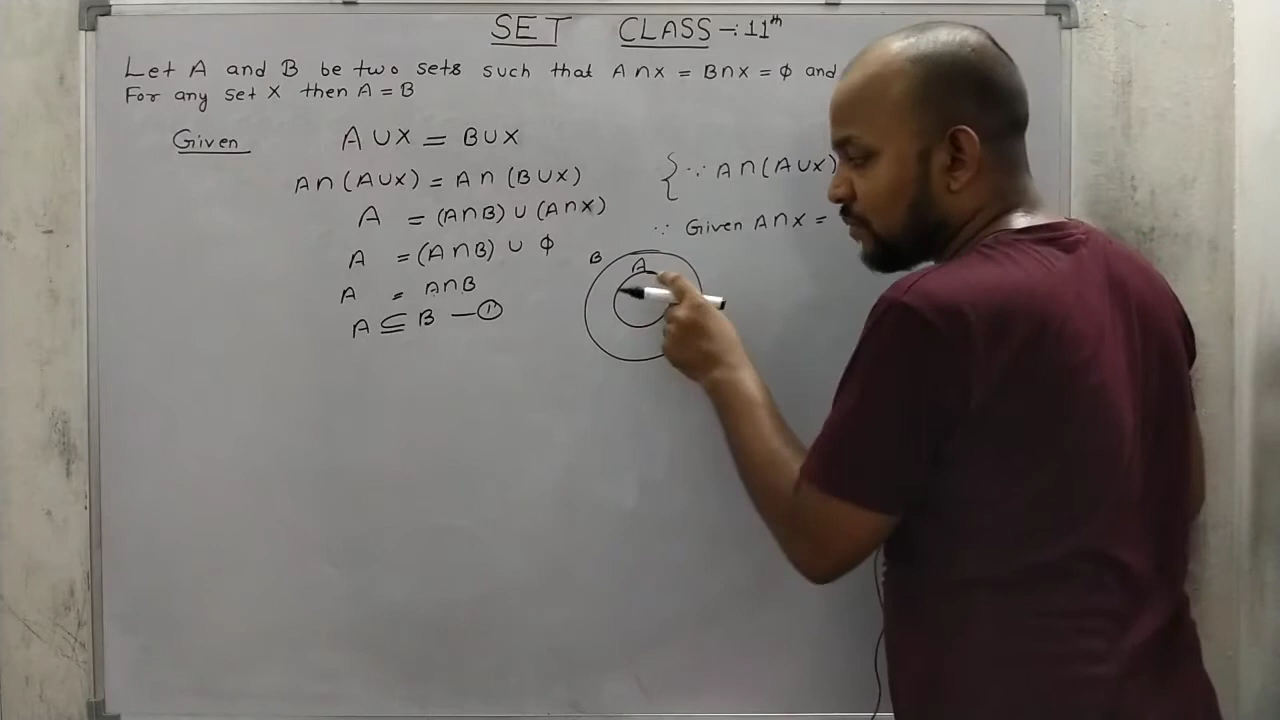 SET CLASS -: 11th
Let A and B be two sets such that A∩X = B∩X = ϕ and
For any set X then A = B
Given A∪X = B∪X
A∩(A∪X) = A∩(B∪X) { ∵ A∩(A∪X)
A = (A∩B)∪(A∩X) ∵ Given A∩X =
A = (A∩B) ∪ ϕ
A = A∩B
A ⊆ B — ①
B
A